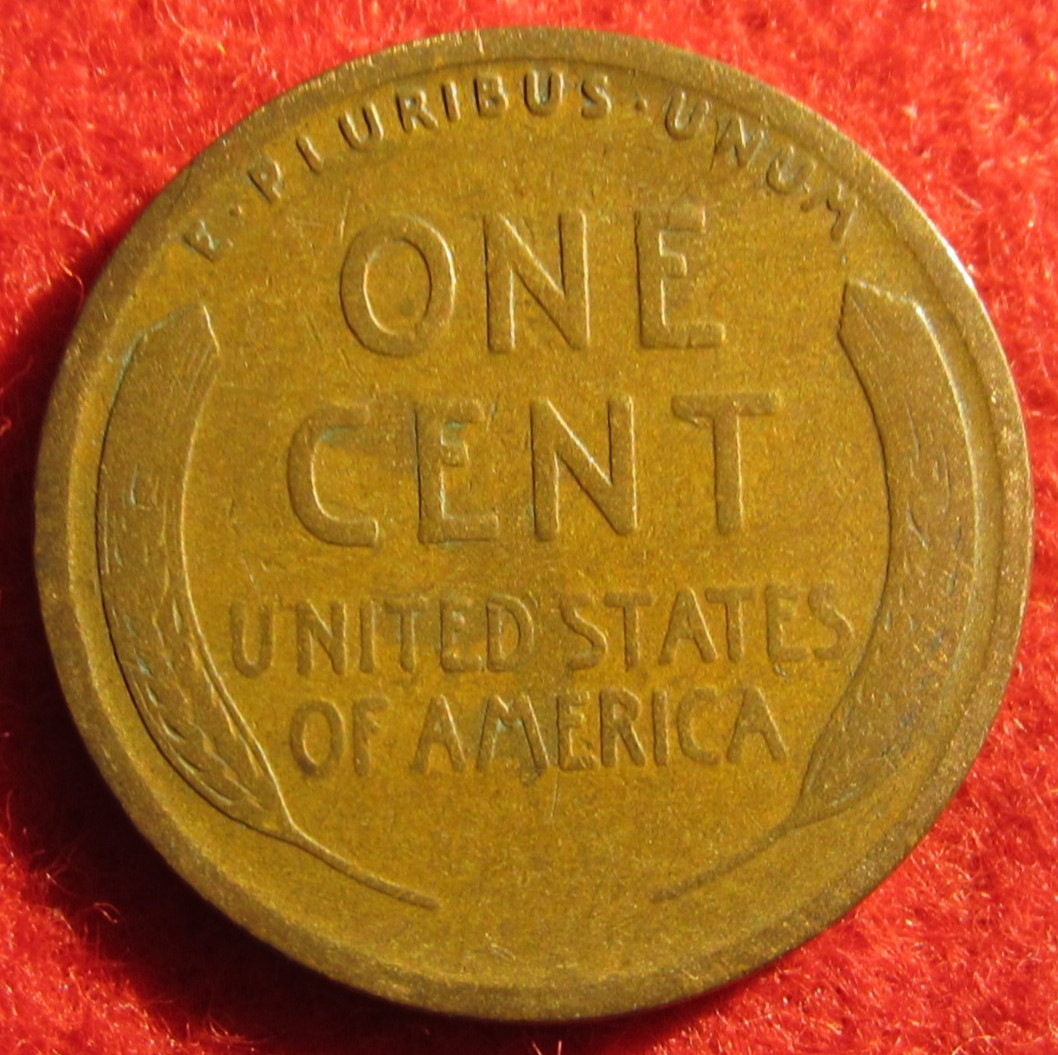 E · PLURIBUS · UNUM
ONE
CENT
UNITED STATES
OF AMERICA